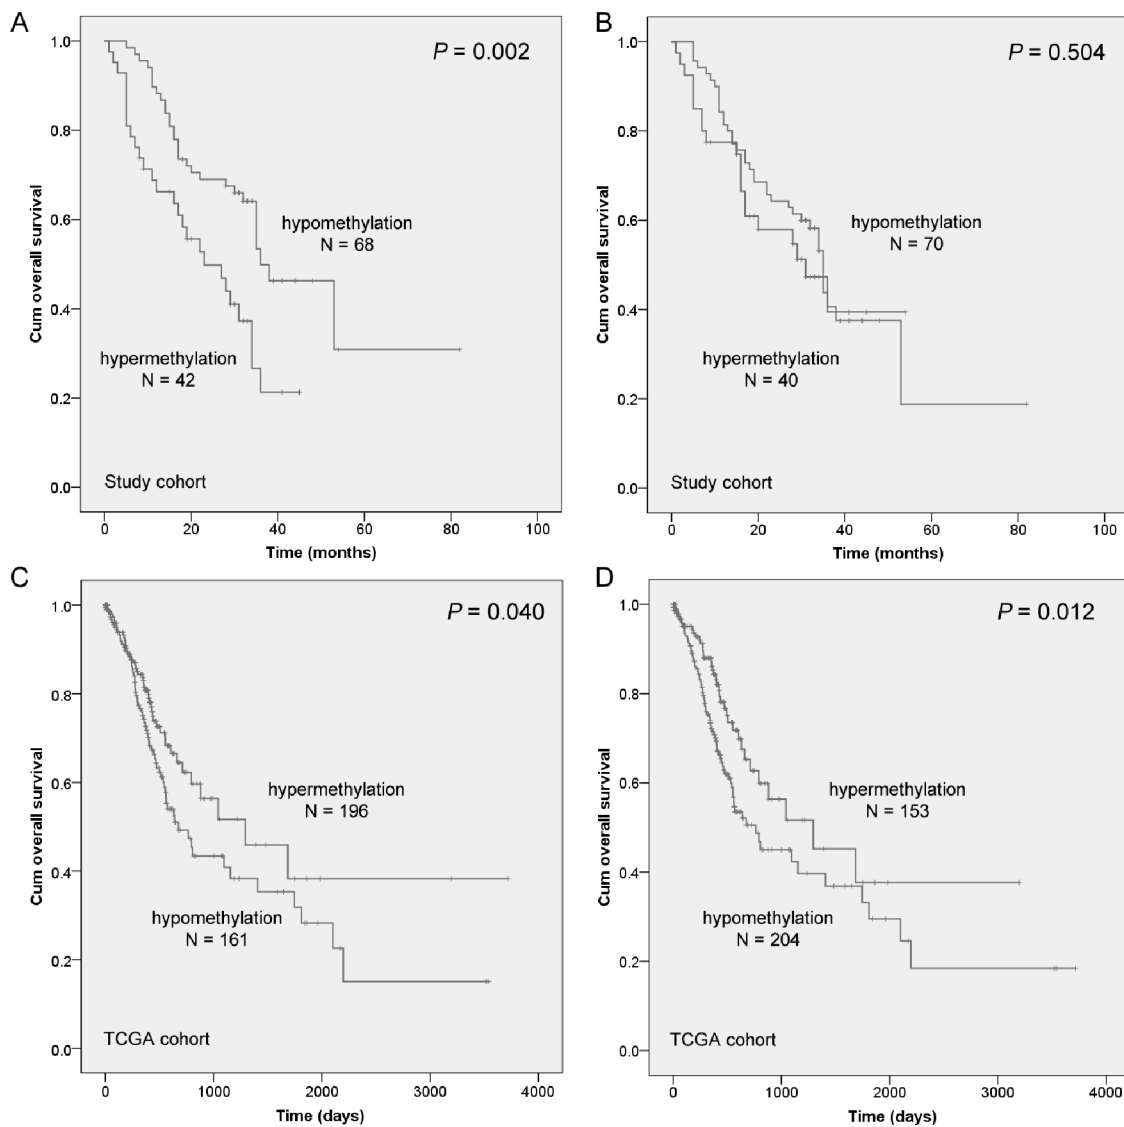 A
P = 0.002
1.0
0.8
0.6
0.4
0.2
0.0
Cum overall survival
hypomethylation
N = 68
hypermethylation
N = 42
Study cohort
0 20 40 60 80 100
Time (months)
B
P = 0.504
1.0
0.8
0.6
0.4
0.2
0.0
Cum overall survival
hypomethylation
N = 70
hypermethylation
N = 40
Study cohort
0 20 40 60 80 100
Time (months)
C
P = 0.040
1.0
0.8
0.6
0.4
0.2
0.0
Cum overall survival
hypermethylation
N = 196
hypomethylation
N = 161
TCGA cohort
0 1000 2000 3000 4000
Time (days)
D
P = 0.012
1.0
0.8
0.6
0.4
0.2
0.0
Cum overall survival
hypermethylation
N = 153
hypomethylation
N = 204
TCGA cohort
0 1000 2000 3000 4000
Time (days)